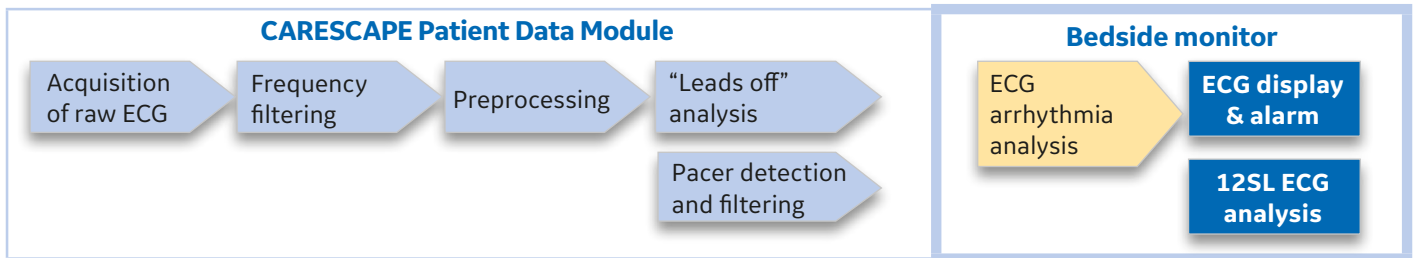 CARESCAPE Patient Data Module
Acquisition
of raw ECG
Frequency
filtering
Preprocessing
“Leads off”
analysis
Pacer detection
and filtering
Bedside monitor
ECG
arrhythmia
analysis
ECG display
& alarm
12SL ECG
analysis